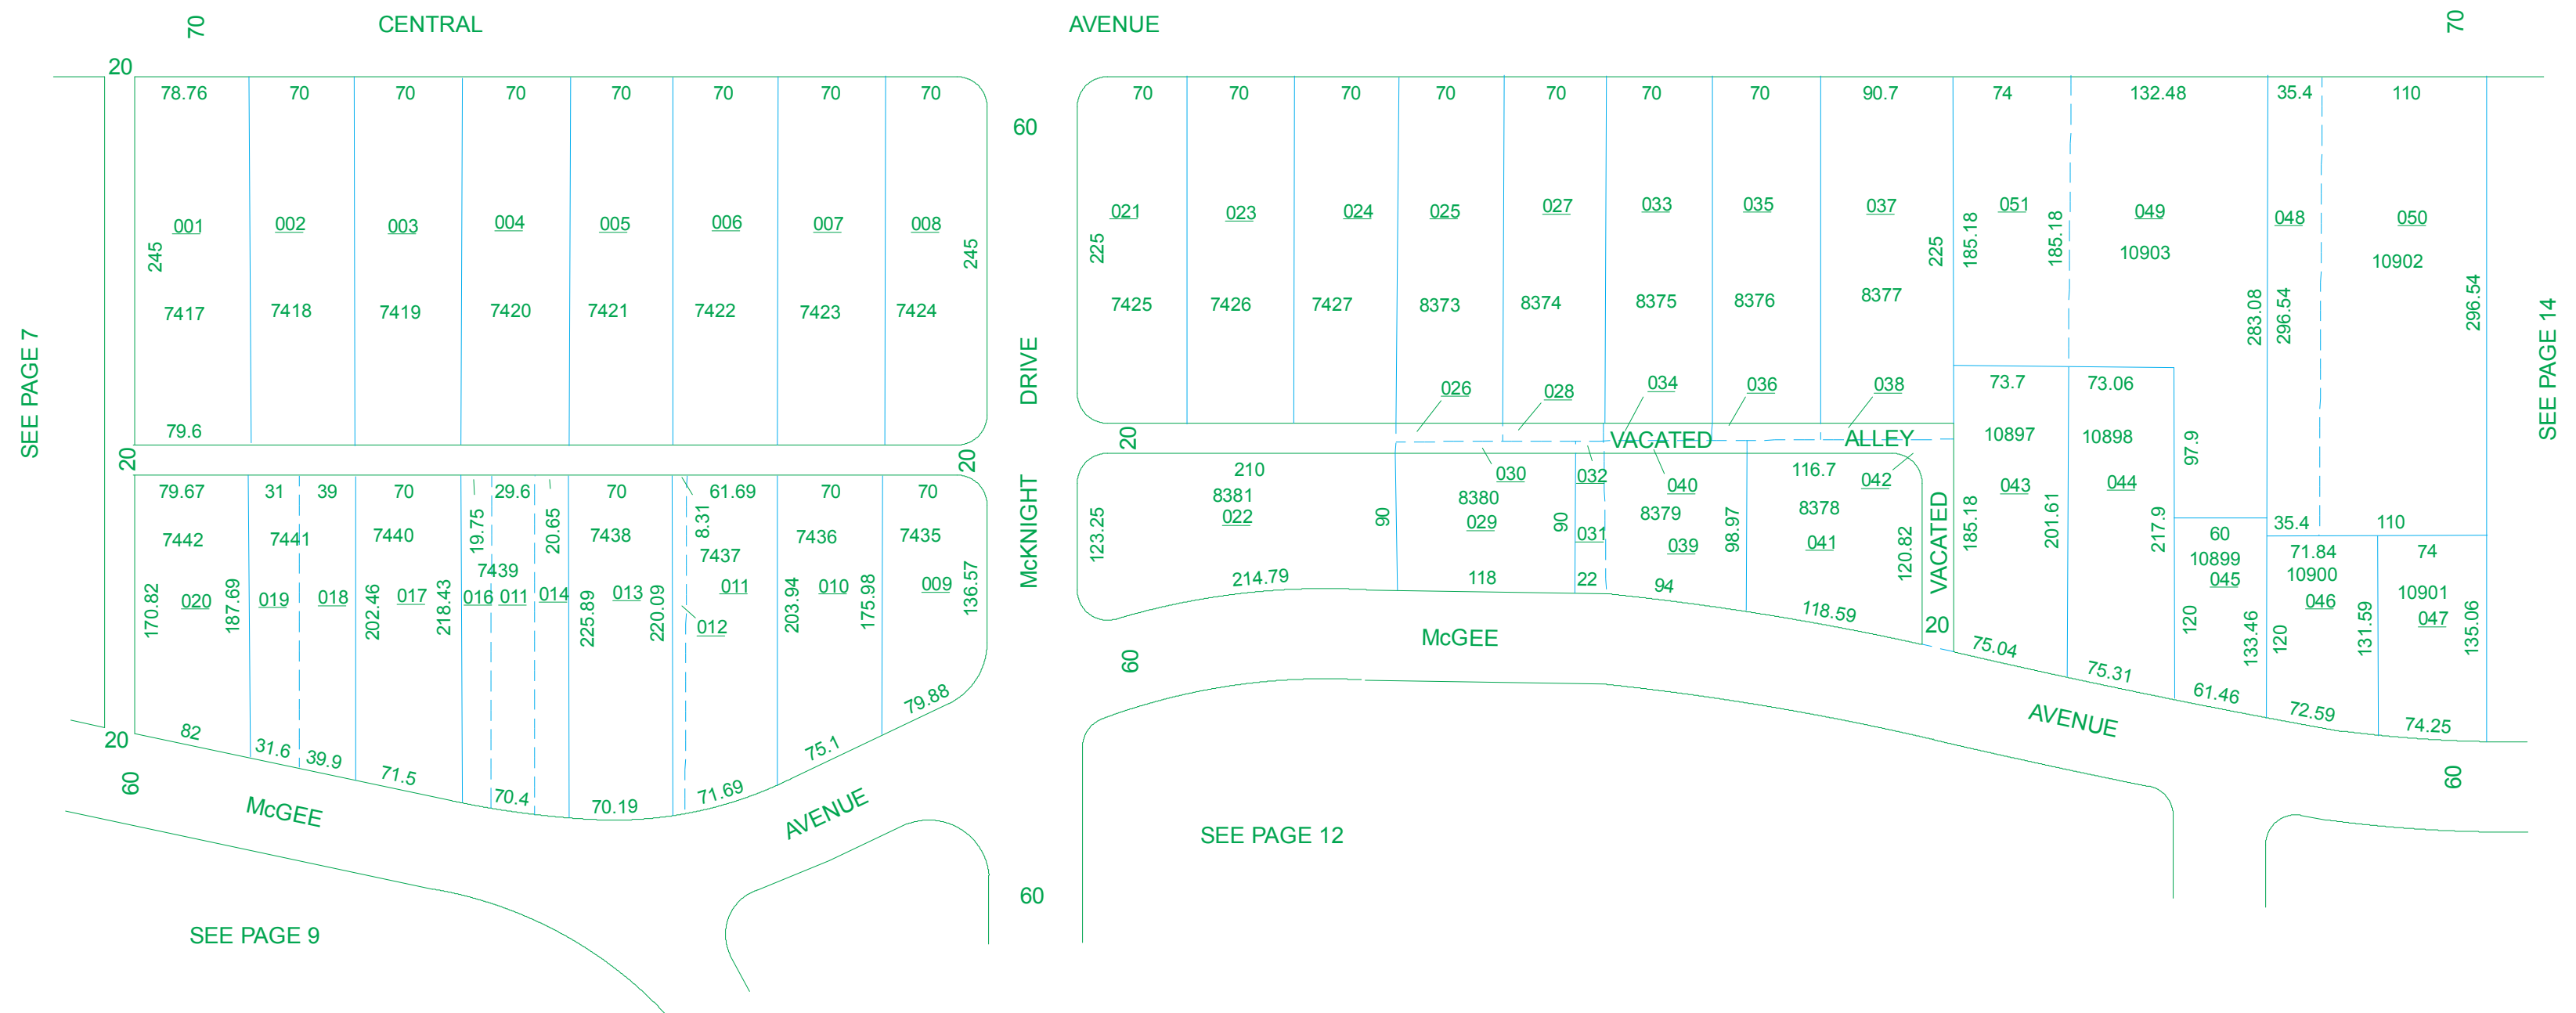 70 CENTRAL AVENUE 70
20
78.76 70 70 70 70 70 70 70
60
70 70 70 70 70 70 70 90.7 74 132.48 35.4 110
001 002 003 004 005 006 007 008
021 023 024 025 027 033 035 037 051 049 048 050
245 245 225 225 185.18 185.18
10903 10902
7417 7418 7419 7420 7421 7422 7423 7424
7425 7426 7427 8373 8374 8375 8376 8377
283.08 296.54 296.54
SEE PAGE 7
DRIVE
SEE PAGE 14
026 028 034 036 038
73.7 73.06
79.6
20 20
20 VACATED ALLEY
10897 10898
97.9
79.67 31 39 70 29.6 70 61.69 70 70
210 030 032 040 116.7 042
8381 8380 8379 8378
022 029 031 039 041
043 044
19.75 20.65 8.31
7442 7441 7440 7439 7438 7437 7436 7435
McKNIGHT
123.25 90 90 98.97 120.82
VACATED
185.18 201.61 217.9
35.4 110
60 71.84 74
10899 10900 10901
045 046 047
020 019 018 017 016 011 014 013 011 010 009
012
170.82 187.69 202.46 218.43 225.89 220.09 203.94 175.98 136.57
214.79 118 22 94 118.59
20
120 133.46 120 131.59 135.06
60 McGEE
75.04 75.31 61.46 72.59 74.25
82 31.6 39.9 71.5 70.4 70.19 71.69 75.1 79.88
20
60
McGEE AVENUE
AVENUE
60
SEE PAGE 12
60
SEE PAGE 9